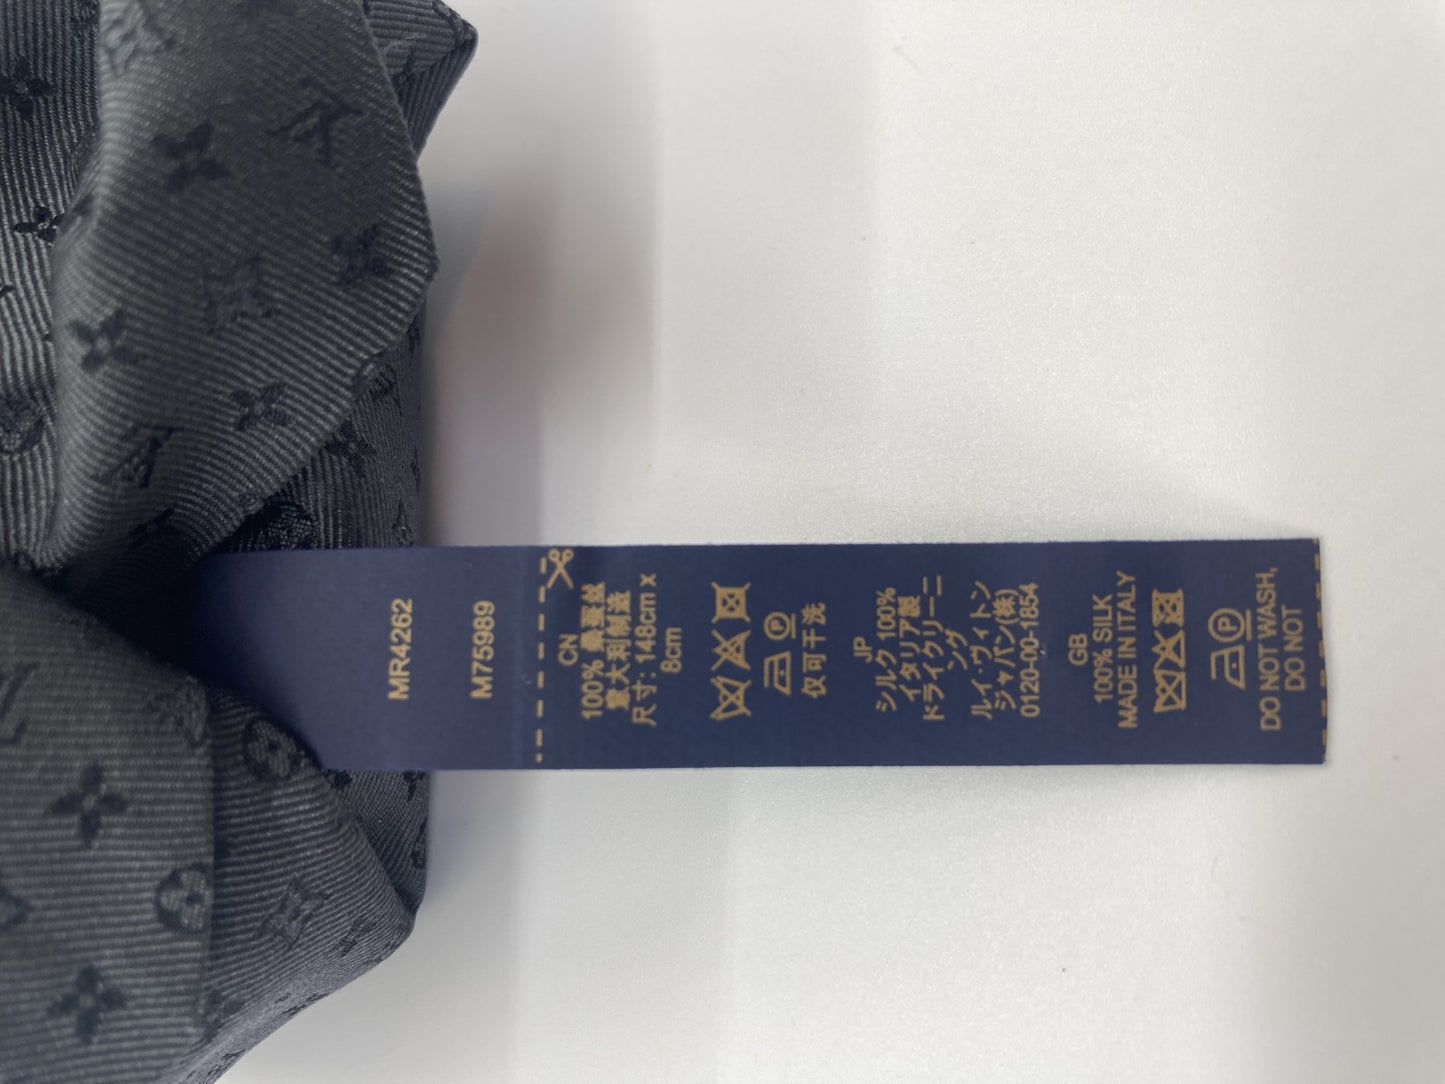 MR4262
M75989
CN
100% 桑蚕丝
意大利制造
尺寸: 148cm x
8cm
P
仅可干洗
JP
シルク 100%
イタリア製
ドライクリーニ
ング
ルイ・ヴィトン
ジャパン(株)
0120-00-1854
GB
100% SILK
MADE IN ITALY
P
DO NOT WASH,
DO NOT